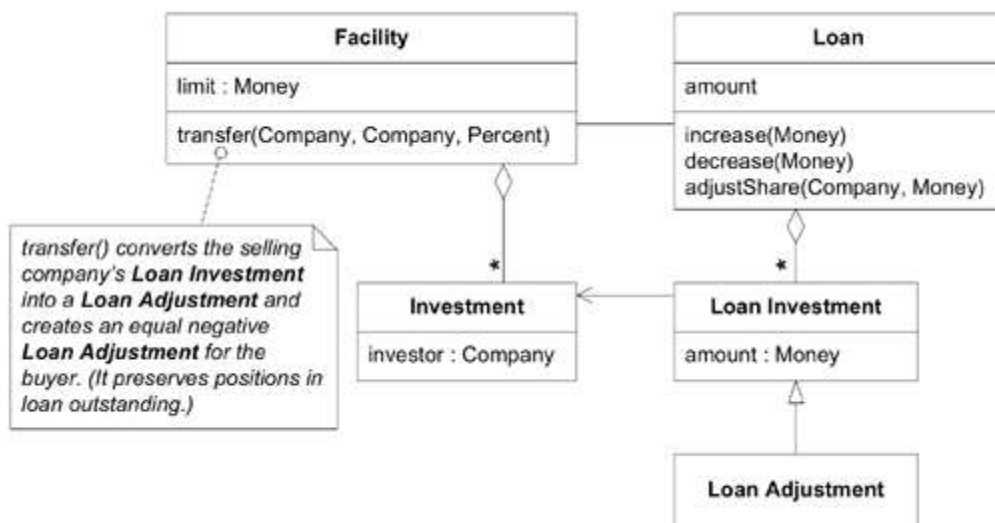 Facility
limit : Money
transfer(Company, Company, Percent)
Loan
amount
increase(Money)
decrease(Money)
adjustShare(Company, Money)
transfer() converts the selling
company's Loan Investment
into a Loan Adjustment and
creates an equal negative
Loan Adjustment for the
buyer. (It preserves positions in
loan outstanding.)
*
*
Investment
investor : Company
Loan Investment
amount : Money
Loan Adjustment